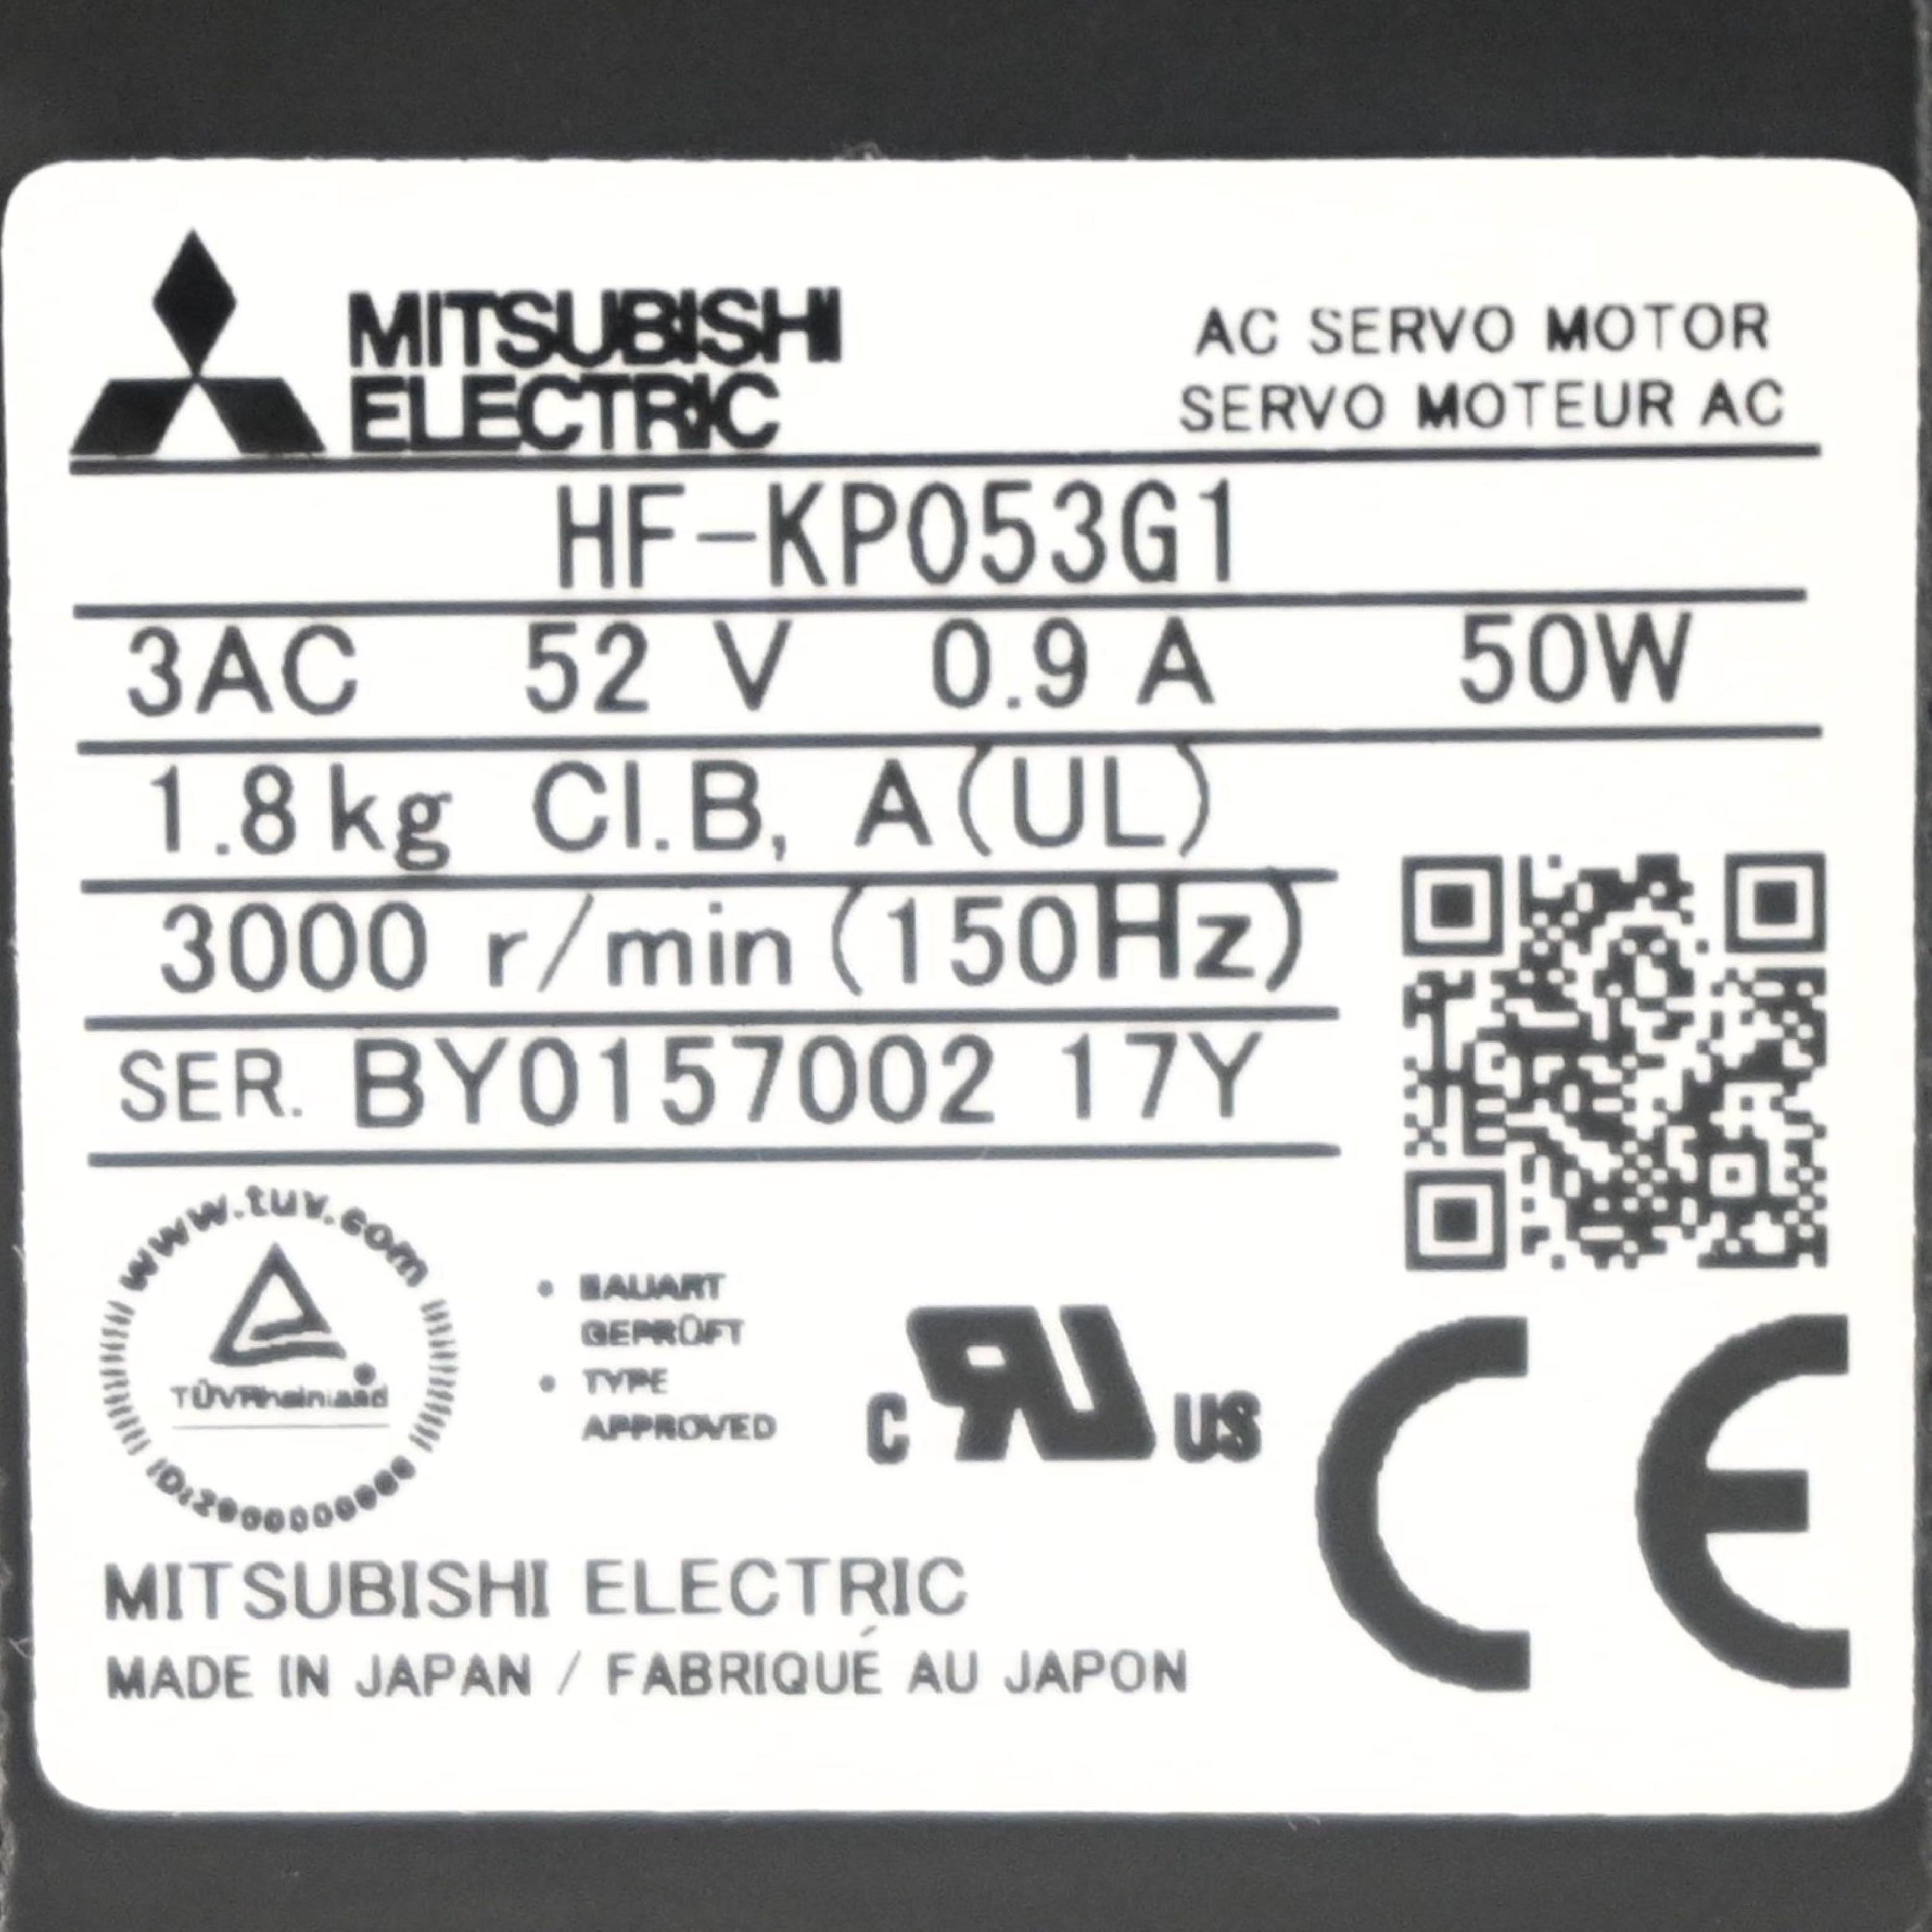 MITSUBISHI
ELECTRIC
AC SERVO MOTOR
SERVO MOTEUR AC
HF-KP053G1
3AC 52 V 0.9 A 50W
1.8kg Cl.B, A(UL)
3000 r/min (150Hz)
SER. BY0157002 17Y
www.tuv.com
TÜVRheinland
BAUART
GEPRÜFT
TYPE
APPROVED
C US
CE
MITSUBISHI ELECTRIC
MADE IN JAPAN / FABRIQUÉ AU JAPON